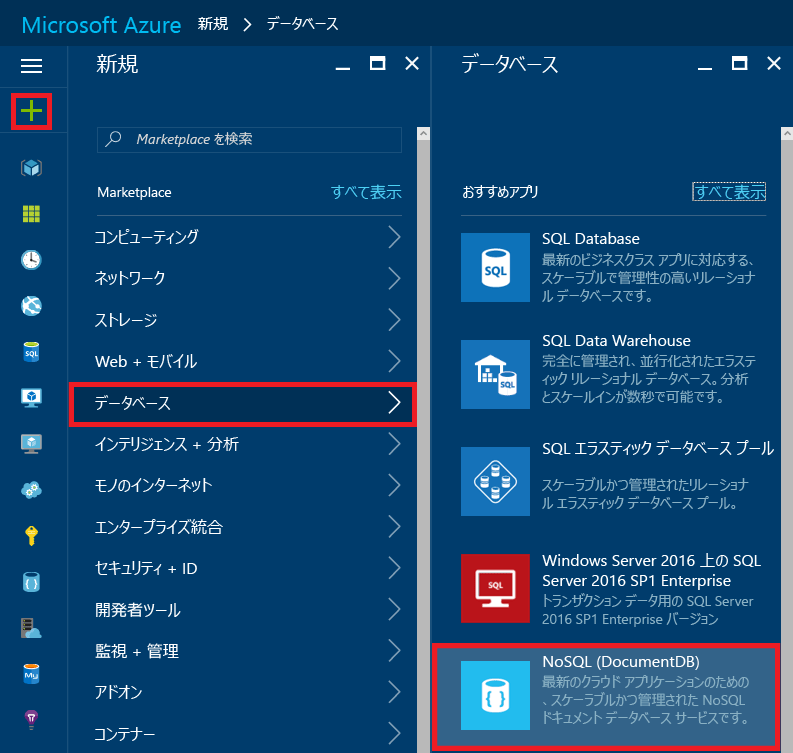 Microsoft Azure 新規 > データベース
新規
Marketplace を検索
Marketplace すべて表示
コンピューティング
ネットワーク
ストレージ
Web + モバイル
データベース
インテリジェンス + 分析
モノのインターネット
エンタープライズ統合
セキュリティ + ID
開発者ツール
監視 + 管理
アドオン
コンテナー
データベース
おすすめアプリ すべて表示
SQL Database
最新のビジネスクラス アプリに対応する、
スケーラブルで管理性の高いリレーショナ
ル データベースです。
SQL Data Warehouse
完全に管理され、並行化されたエラステ
ィック リレーショナル データベース。分析
とスケールインが数秒で可能です。
SQL エラスティック データベース プール
スケーラブルかつ管理されたリレーショナ
ル エラスティック データベース プール。
Windows Server 2016 上の SQL
Server 2016 SP1 Enterprise
トランザクション データ用の SQL Server
2016 SP1 Enterprise バージョン
NoSQL (DocumentDB)
最新のクラウド アプリケーションのための
、スケーラブルかつ管理された NoSQL
ドキュメント データベース サービスです。
SQL
SQL
SQL
SQL
My